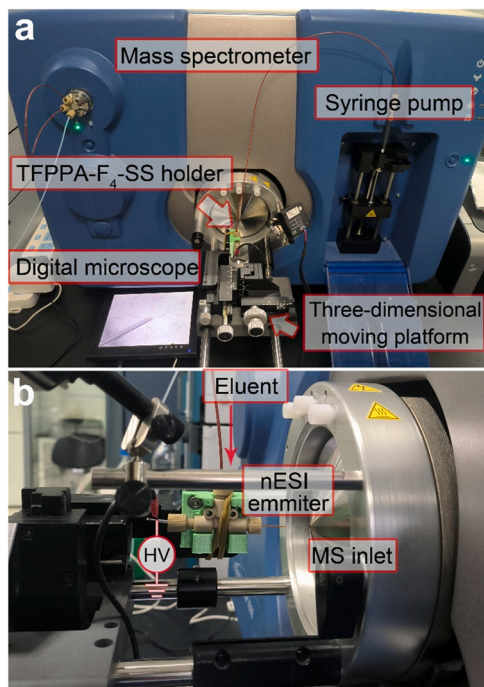 a
Mass spectrometer
Syringe pump
TFPPA-F₄-SS holder
Digital microscope
Three-dimensional
moving platform
b
Eluent
nESI
emmiter
HV
MS inlet